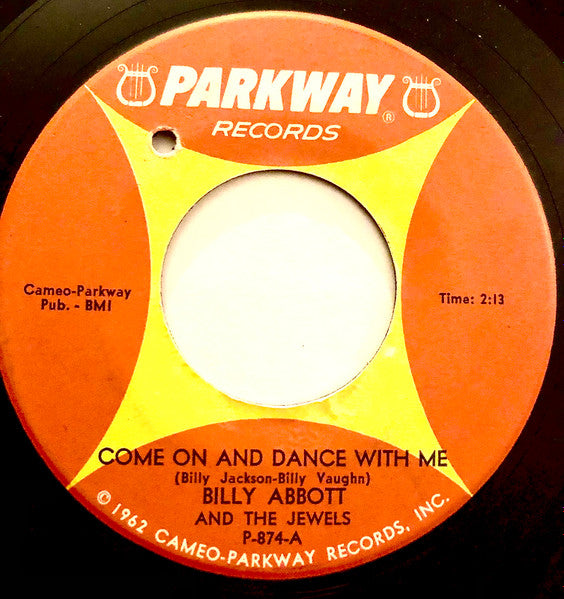 PARKWAY®
RECORDS
Cameo-Parkway
Pub. - BMI
Time: 2:13
COME ON AND DANCE WITH ME
(Billy Jackson-Billy Vaughn)
BILLY ABBOTT
AND THE JEWELS
P-874-A
© 1962 CAMEO-PARKWAY RECORDS, INC.